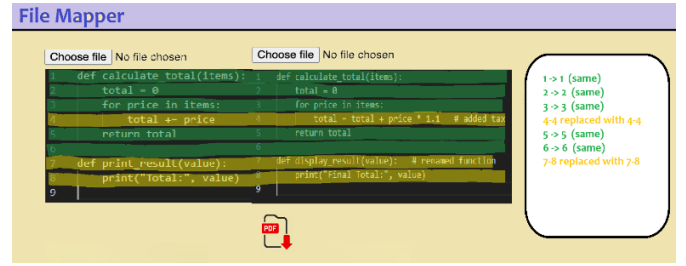 File Mapper
Choose file No file chosen
1 def calculate_total(items):
2 total = 0
3 for price in items:
4 total += price
5 return total
6
7 def print_result(value):
8 print("Total:", value)
9
Choose file No file chosen
1 def calculate_total(items):
2 total = 0
3 for price in items:
4 total = total + price * 1.1 # added tax
5 return total
6
7 def display_result(value): # renamed function
8 print("Final Total:", value)
9
1 -> 1 (same)
2 -> 2 (same)
3 -> 3 (same)
4-4 replaced with 4-4
5 -> 5 (same)
6 -> 6 (same)
7-8 replaced with 7-8
PDF